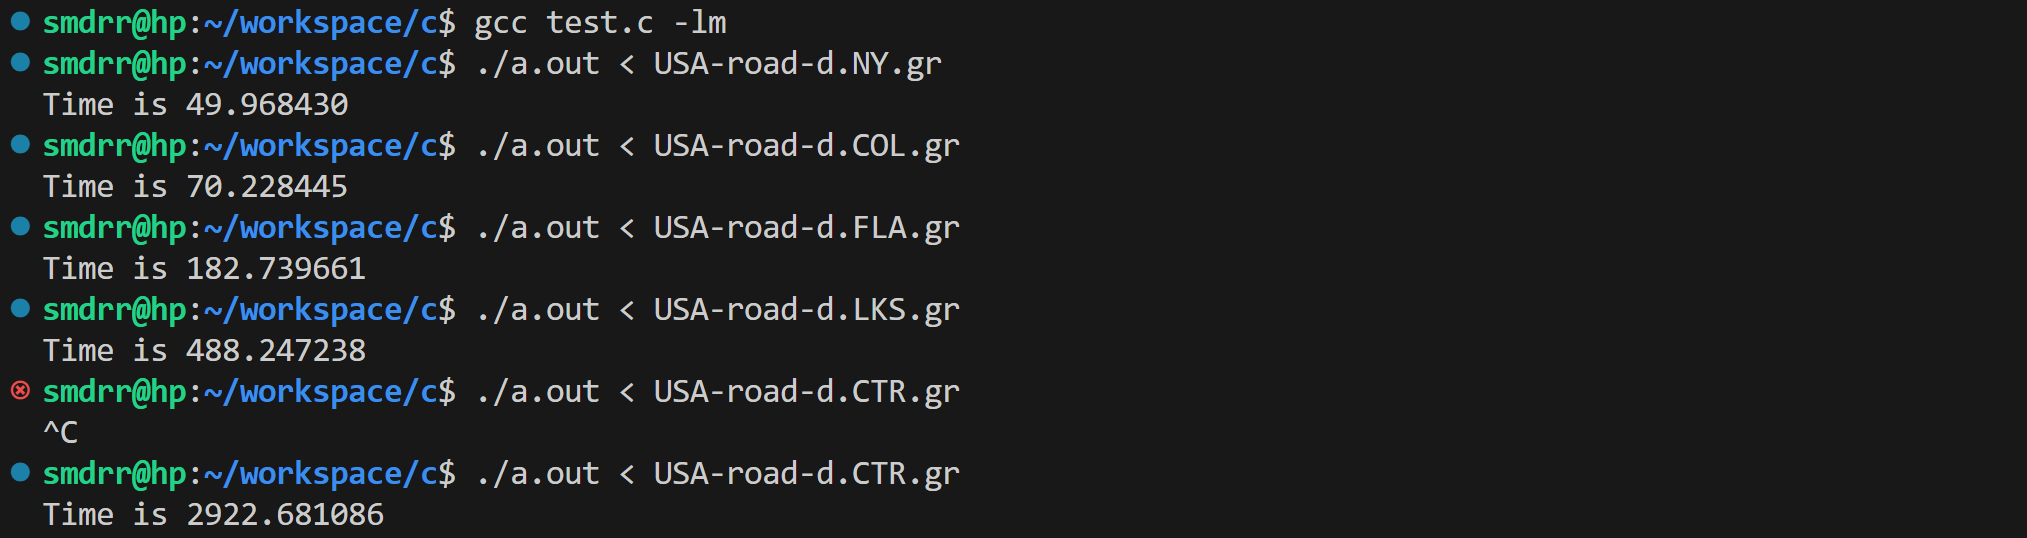 smdrr@hp:~/workspace/c$ gcc test.c -lm
smdrr@hp:~/workspace/c$ ./a.out < USA-road-d.NY.gr
Time is 49.968430
smdrr@hp:~/workspace/c$ ./a.out < USA-road-d.COL.gr
Time is 70.228445
smdrr@hp:~/workspace/c$ ./a.out < USA-road-d.FLA.gr
Time is 182.739661
smdrr@hp:~/workspace/c$ ./a.out < USA-road-d.LKS.gr
Time is 488.247238
smdrr@hp:~/workspace/c$ ./a.out < USA-road-d.CTR.gr
^C
smdrr@hp:~/workspace/c$ ./a.out < USA-road-d.CTR.gr
Time is 2922.681086